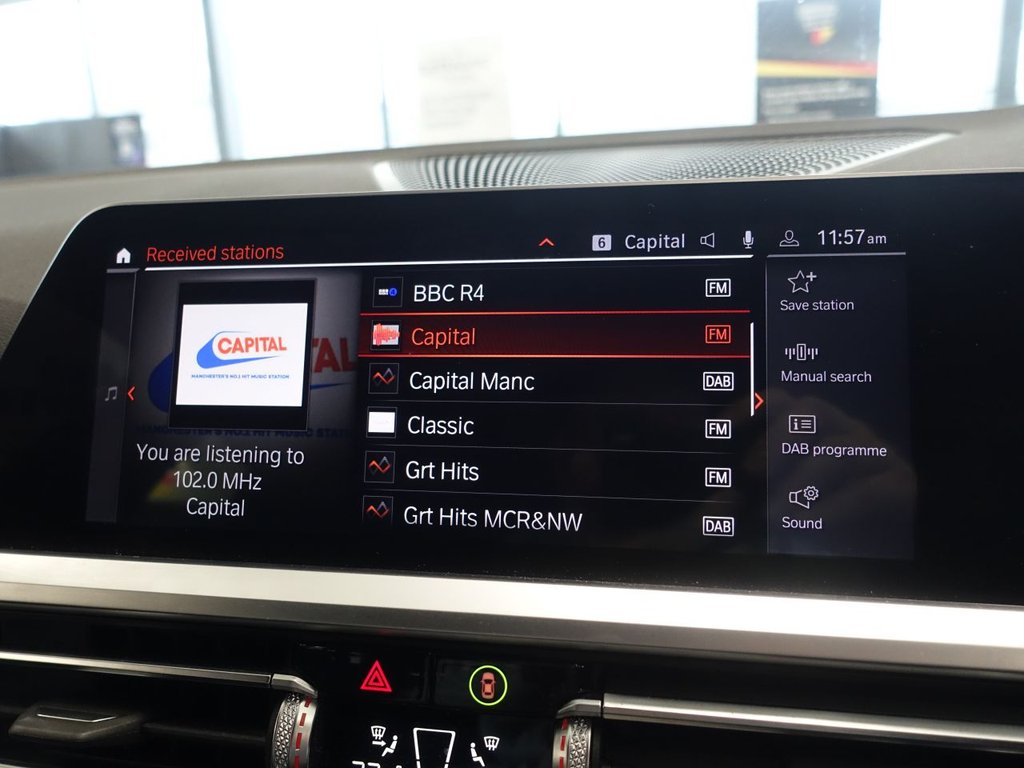 Received stations
6 Capital
11:57am
CAPITAL
MANCHESTER'S NO.1 HIT MUSIC STATION
You are listening to
102.0 MHz
Capital
BBC R4 FM
Capital FM
Capital Manc DAB
Classic FM
Grt Hits FM
Grt Hits MCR&NW DAB
Save station
Manual search
DAB programme
Sound